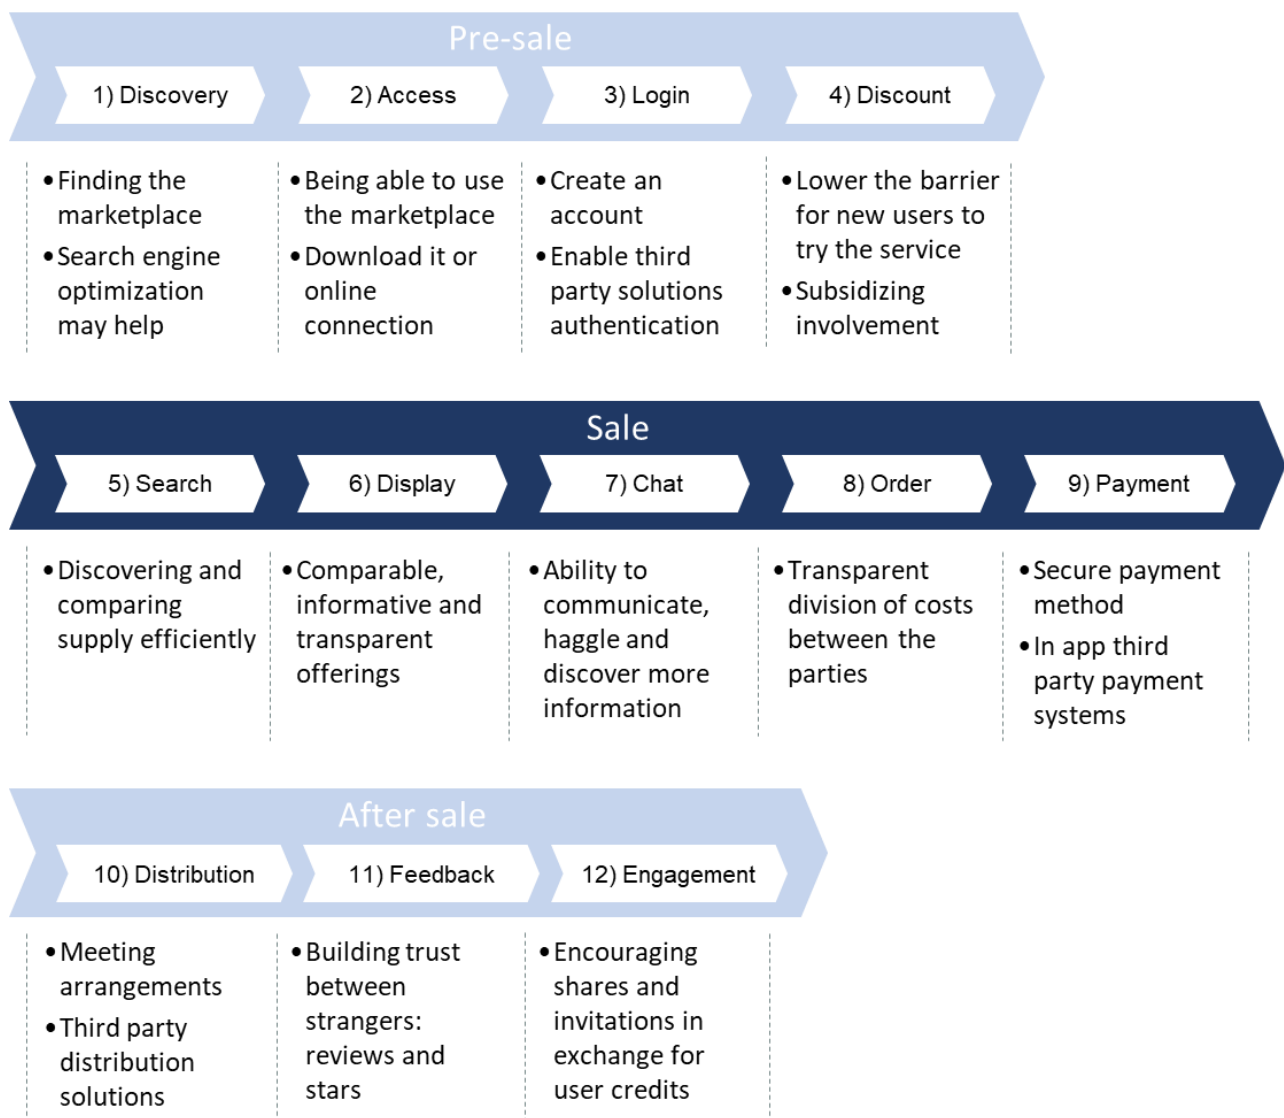 Pre-sale
1) Discovery
2) Access
3) Login
4) Discount
•Finding the
marketplace
•Search engine
optimization
may help
•Being able to use
the marketplace
•Download it or
online
connection
•Create an
account
•Enable third
party solutions
authentication
•Lower the barrier
for new users to
try the service
•Subsidizing
involvement
Sale
5) Search
6) Display
7) Chat
8) Order
9) Payment
•Discovering and
comparing
supply efficiently
•Comparable,
informative and
transparent
offerings
•Ability to
communicate,
haggle and
discover more
information
•Transparent
division of costs
between the
parties
•Secure payment
method
•In app third
party payment
systems
After sale
10) Distribution
11) Feedback
12) Engagement
•Meeting
arrangements
•Third party
distribution
solutions
•Building trust
between
strangers:
reviews and
stars
•Encouraging
shares and
invitations in
exchange for
user credits